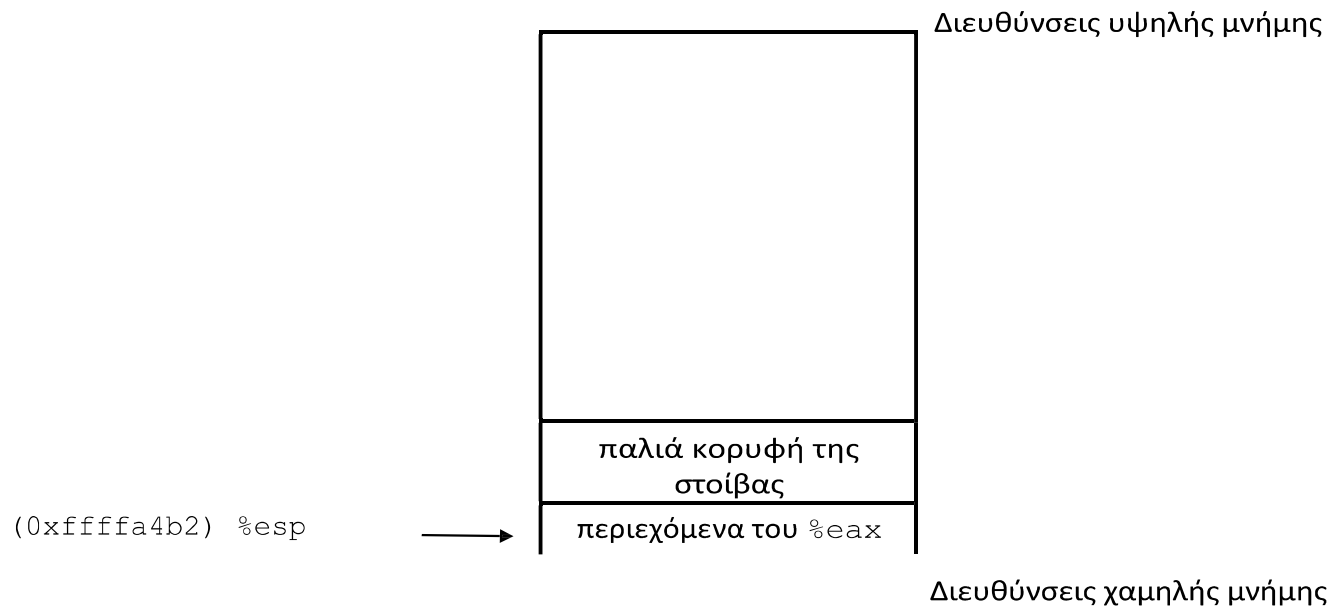 Διευθύνσεις υψηλής μνήμης
παλιά κορυφή της
στοίβας
(0xffffa4b2) %esp
περιεχόμενα του %eax
Διευθύνσεις χαμηλής μνήμης